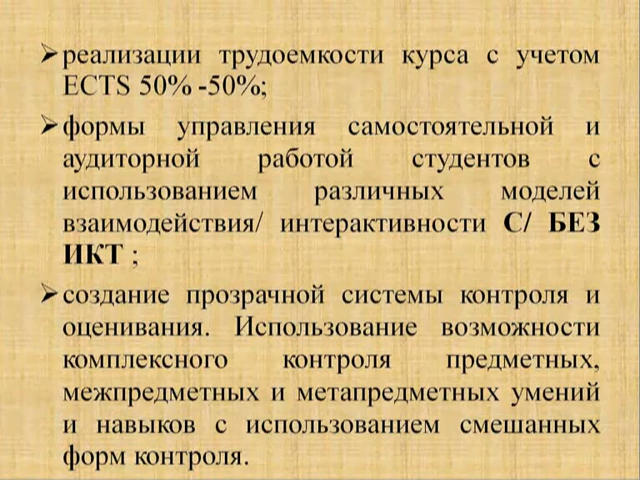 реализации трудоемкости курса с учетом
ECTS 50% -50%;
формы управления самостоятельной и
аудиторной работой студентов с
использованием различных моделей
взаимодействия/ интерактивности С/ БЕЗ
ИКТ ;
создание прозрачной системы контроля и
оценивания. Использование возможности
комплексного контроля предметных,
межпредметных и метапредметных умений
и навыков с использованием смешанных
форм контроля.